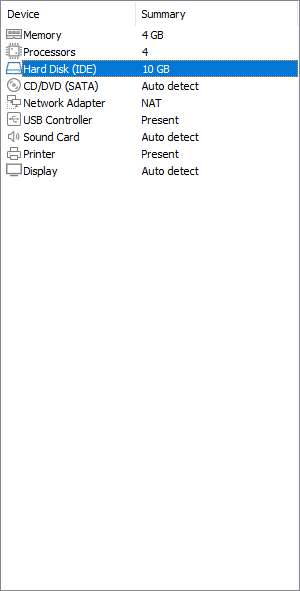 Device Summary
Memory 4 GB
Processors 4
Hard Disk (IDE) 10 GB
CD/DVD (SATA) Auto detect
Network Adapter NAT
USB Controller Present
Sound Card Auto detect
Printer Present
Display Auto detect